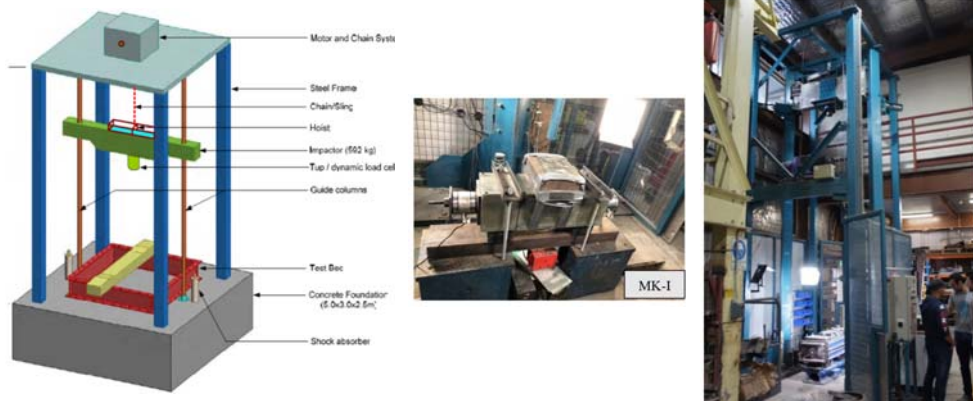 Motor and Chain Syste
Steel Frame
Chain/Sling
Hoist
Impactor (592 kg)
Tup / dynamic load cel
Guide columns
Test Bed
Concrete Foundation
(5.0x3.0x2.5m)
Shock absorber
MK-I